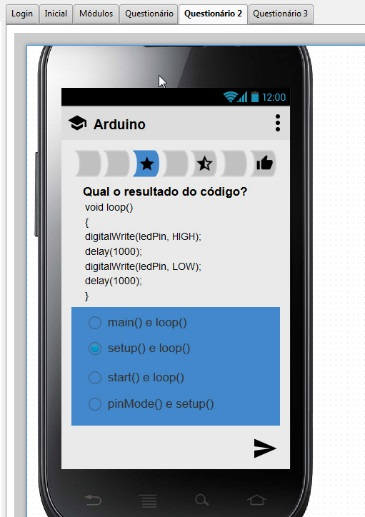 Login Inicial Módulos Questionário Questionário 2 Questionário 3
12:00
Arduino
Qual o resultado do código?
void loop()
{
digitalWrite(ledPin, HIGH);
delay(1000);
digitalWrite(ledPin, LOW);
delay(1000);
}
main() e loop()
setup() e loop()
start() e loop()
pinMode() e setup()